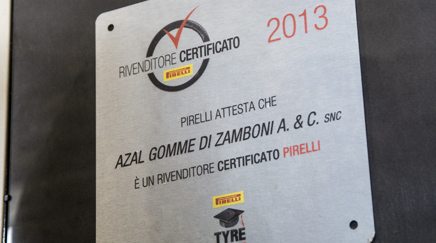 RIVENDITORE CERTIFICATO
PIRELLI
2013
PIRELLI ATTESTA CHE
AZAL GOMME DI ZAMBONI A. & C. SNC
È UN RIVENDITORE CERTIFICATO PIRELLI
PIRELLI
TYRE